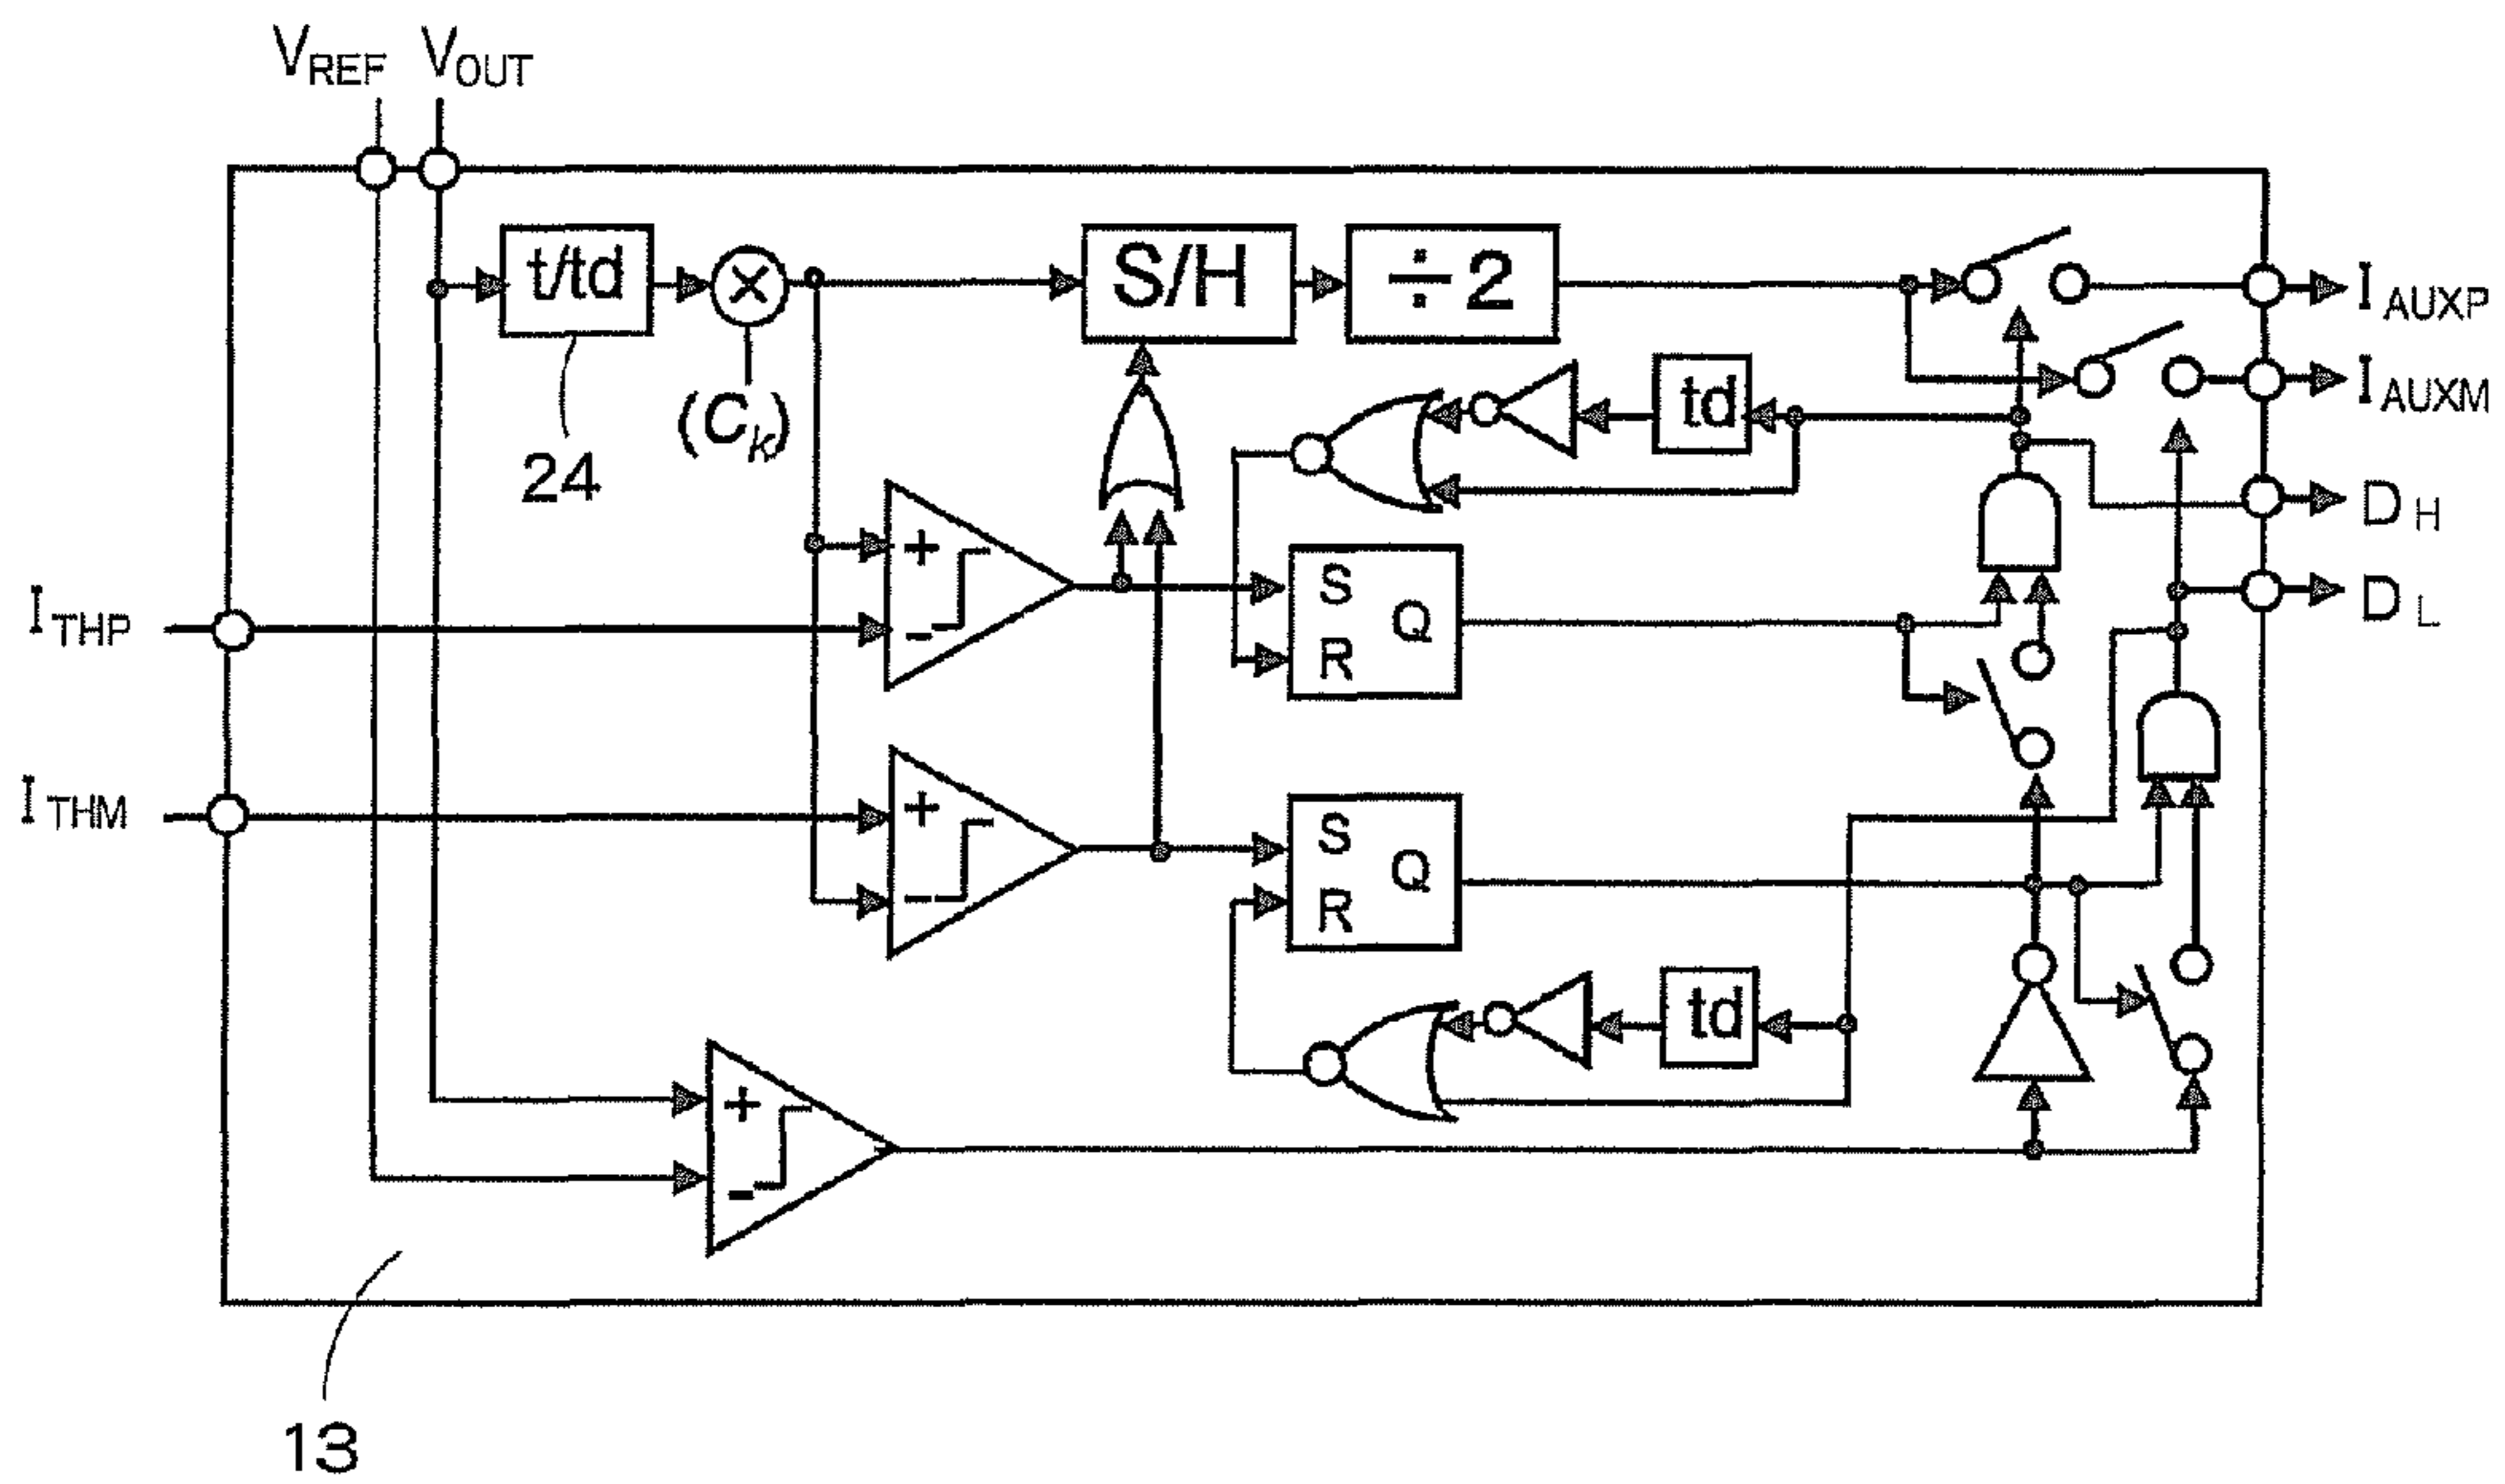 VREF VOUT
t/td
×
S/H
÷2
IAUXP
(Ck)
24
td
IAUXM
+
-
DH
S
Q
R
DL
ITHP
ITHM
+
-
S
Q
R
td
+
-
13